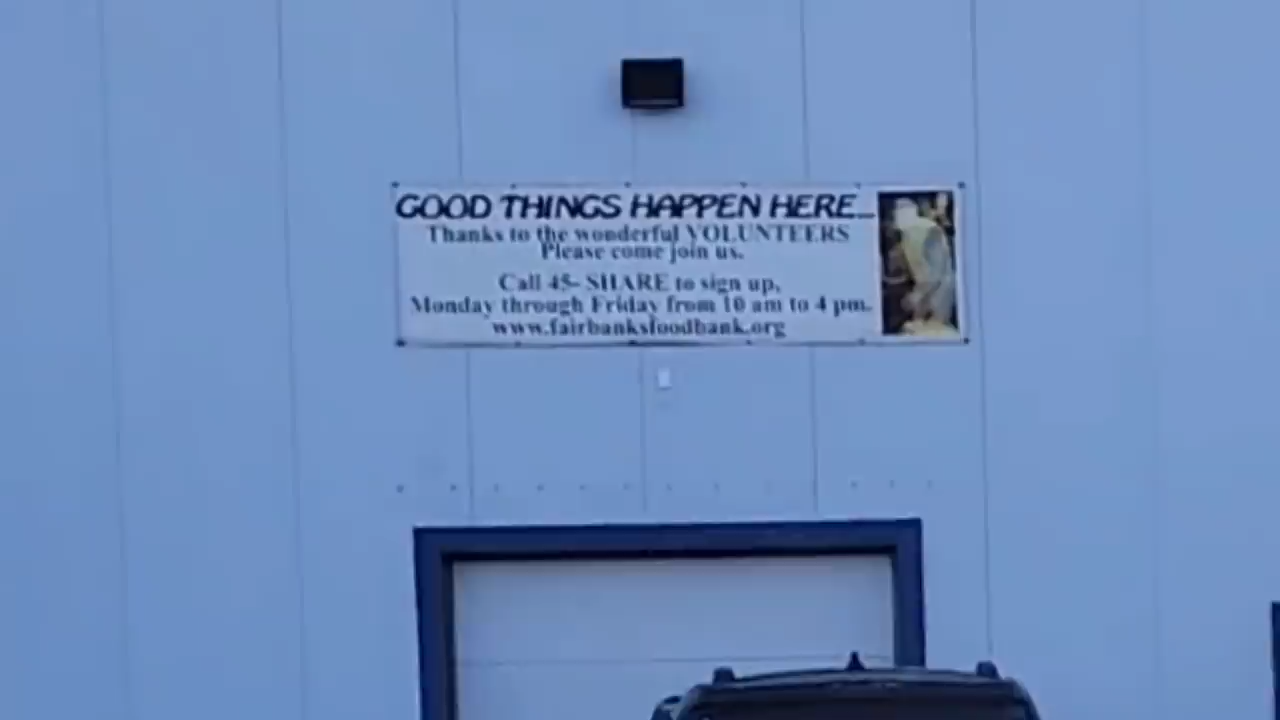 GOOD THINGS HAPPEN HERE...
Thanks to the wonderful VOLUNTEERS
Please come join us.
Call 45- SHARE to sign up,
Monday through Friday from 10 am to 4 pm.
www.fairbanksfoodbank.org